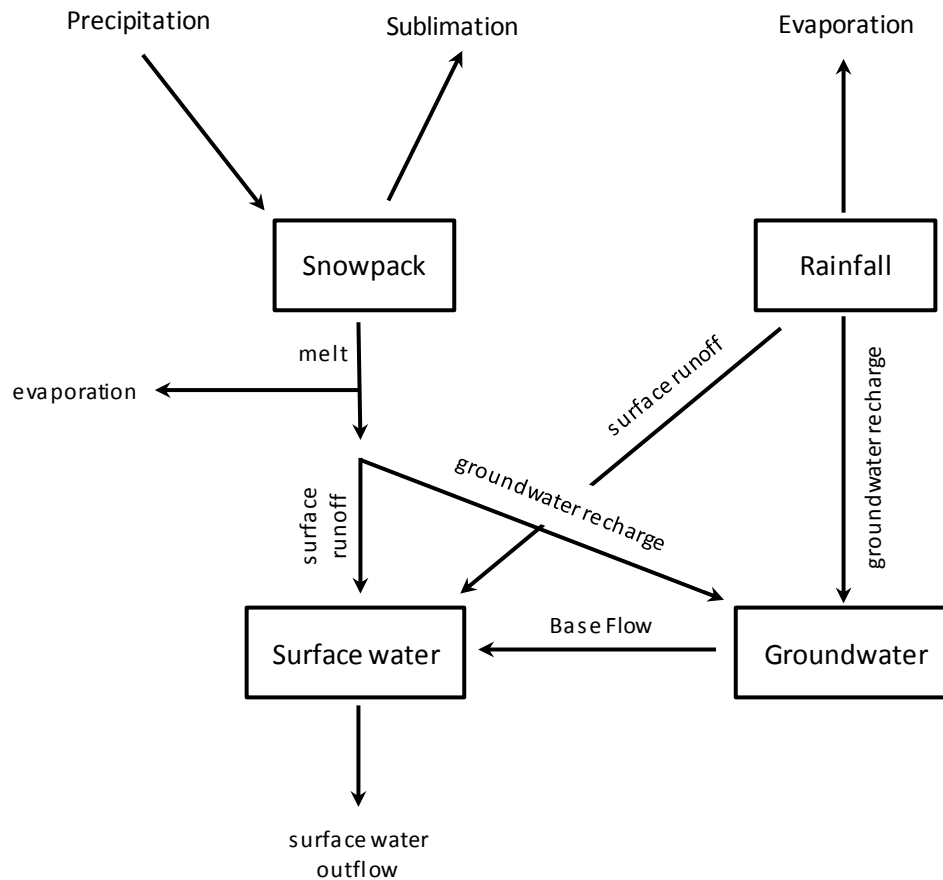 Precipitation
Sublimation
Evaporation
Snowpack
Rainfall
melt
evaporation
surface runoff
groundwater recharge
groundwater recharge
surface
runoff
Base Flow
Surface water
Groundwater
surface water
outflow